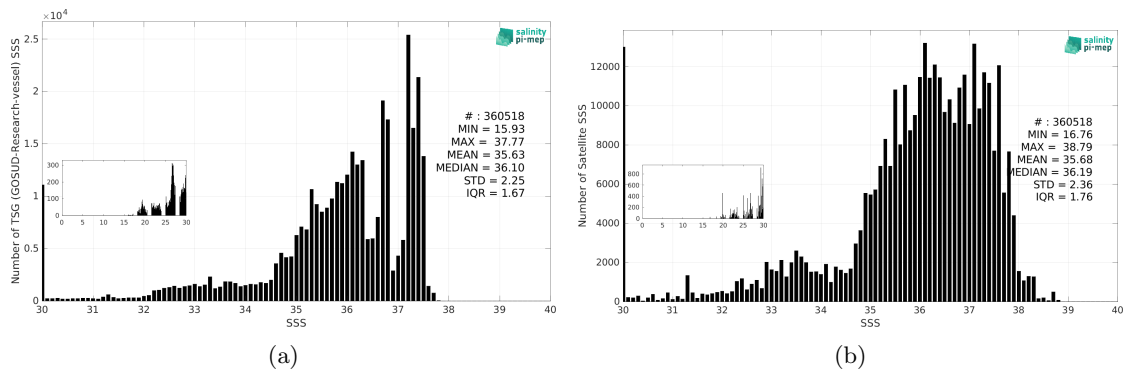 ×10⁴
2.5
2
1.5
1
0.5
0
Number of TSG (GOSUD-Research-vessel) SSS
salinity
pi-mep
# : 360518
MIN = 15.93
MAX = 37.77
MEAN = 35.63
MEDIAN = 36.10
STD = 2.25
IQR = 1.67
300
200
100
0
0 5 10 15 20 25 30
30 31 32 33 34 35 36 37 38 39 40
SSS
(a)
12000
10000
8000
6000
4000
2000
0
Number of Satellite SSS
salinity
pi-mep
# : 360518
MIN = 16.76
MAX = 38.79
MEAN = 35.68
MEDIAN = 36.19
STD = 2.36
IQR = 1.76
800
600
400
200
0
0 5 10 15 20 25 30
30 31 32 33 34 35 36 37 38 39 40
SSS
(b)